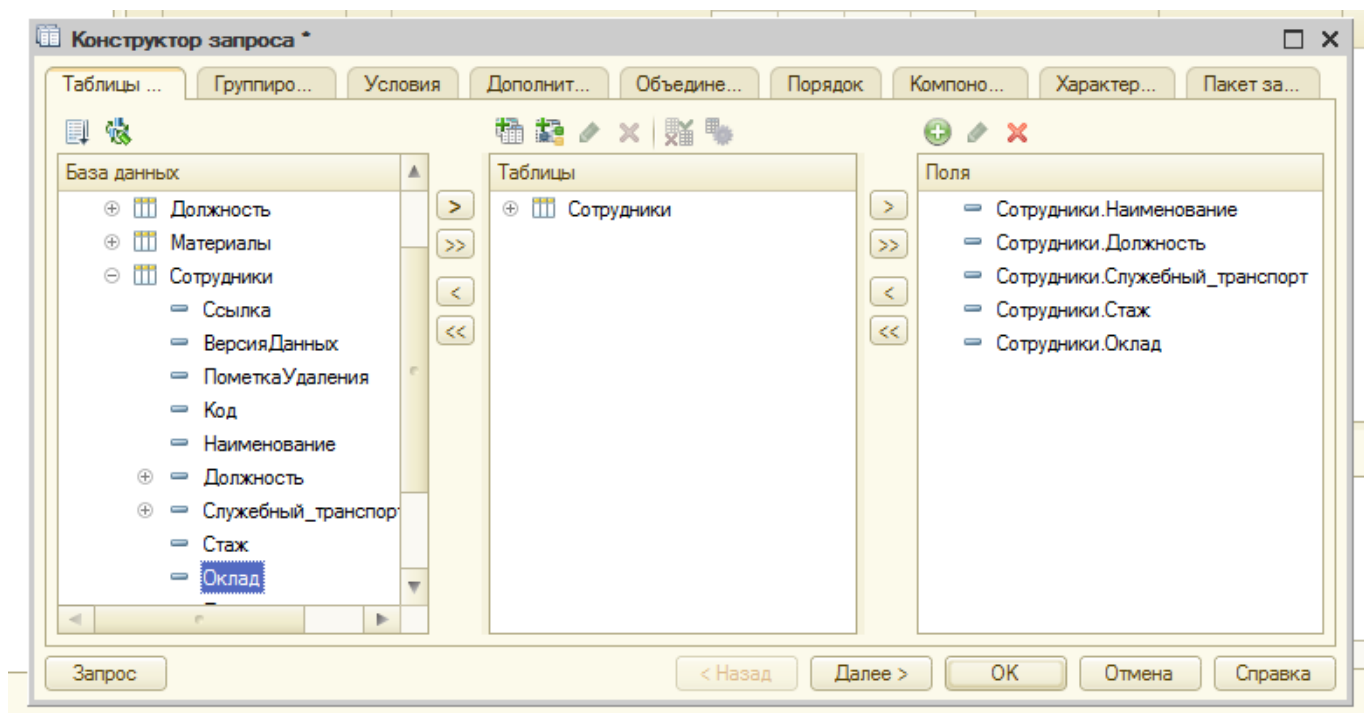 Конструктор запроса *
Таблицы ... Группиро... Условия Дополнит... Объедине... Порядок Компоно... Характер... Пакет за...
База данных
Должность
Материалы
Сотрудники
Ссылка
ВерсияДанных
ПометкаУдаления
Код
Наименование
Должность
Служебный_транспор
Стаж
Оклад
>
>>
<
<<
Таблицы
Сотрудники
>
>>
<
<<
Поля
Сотрудники.Наименование
Сотрудники.Должность
Сотрудники.Служебный_транспорт
Сотрудники.Стаж
Сотрудники.Оклад
Запрос < Назад Далее > ОК Отмена Справка